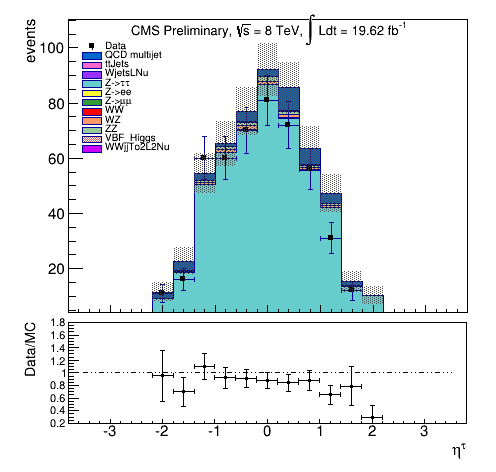 CMS Preliminary, √s = 8 TeV, ∫ Ldt = 19.62 fb⁻¹
events
Data
QCD multijet
ttJets
WjetsLNu
Z->ττ
Z->ee
Z->μμ
WW
WZ
ZZ
VBF_Higgs
WWjjTo2L2Nu
80
60
40
20
Data/MC
1.8
1.6
1.4
1.2
1
0.8
0.6
0.4
0.2
-3 -2 -1 0 1 2 3
η^τ